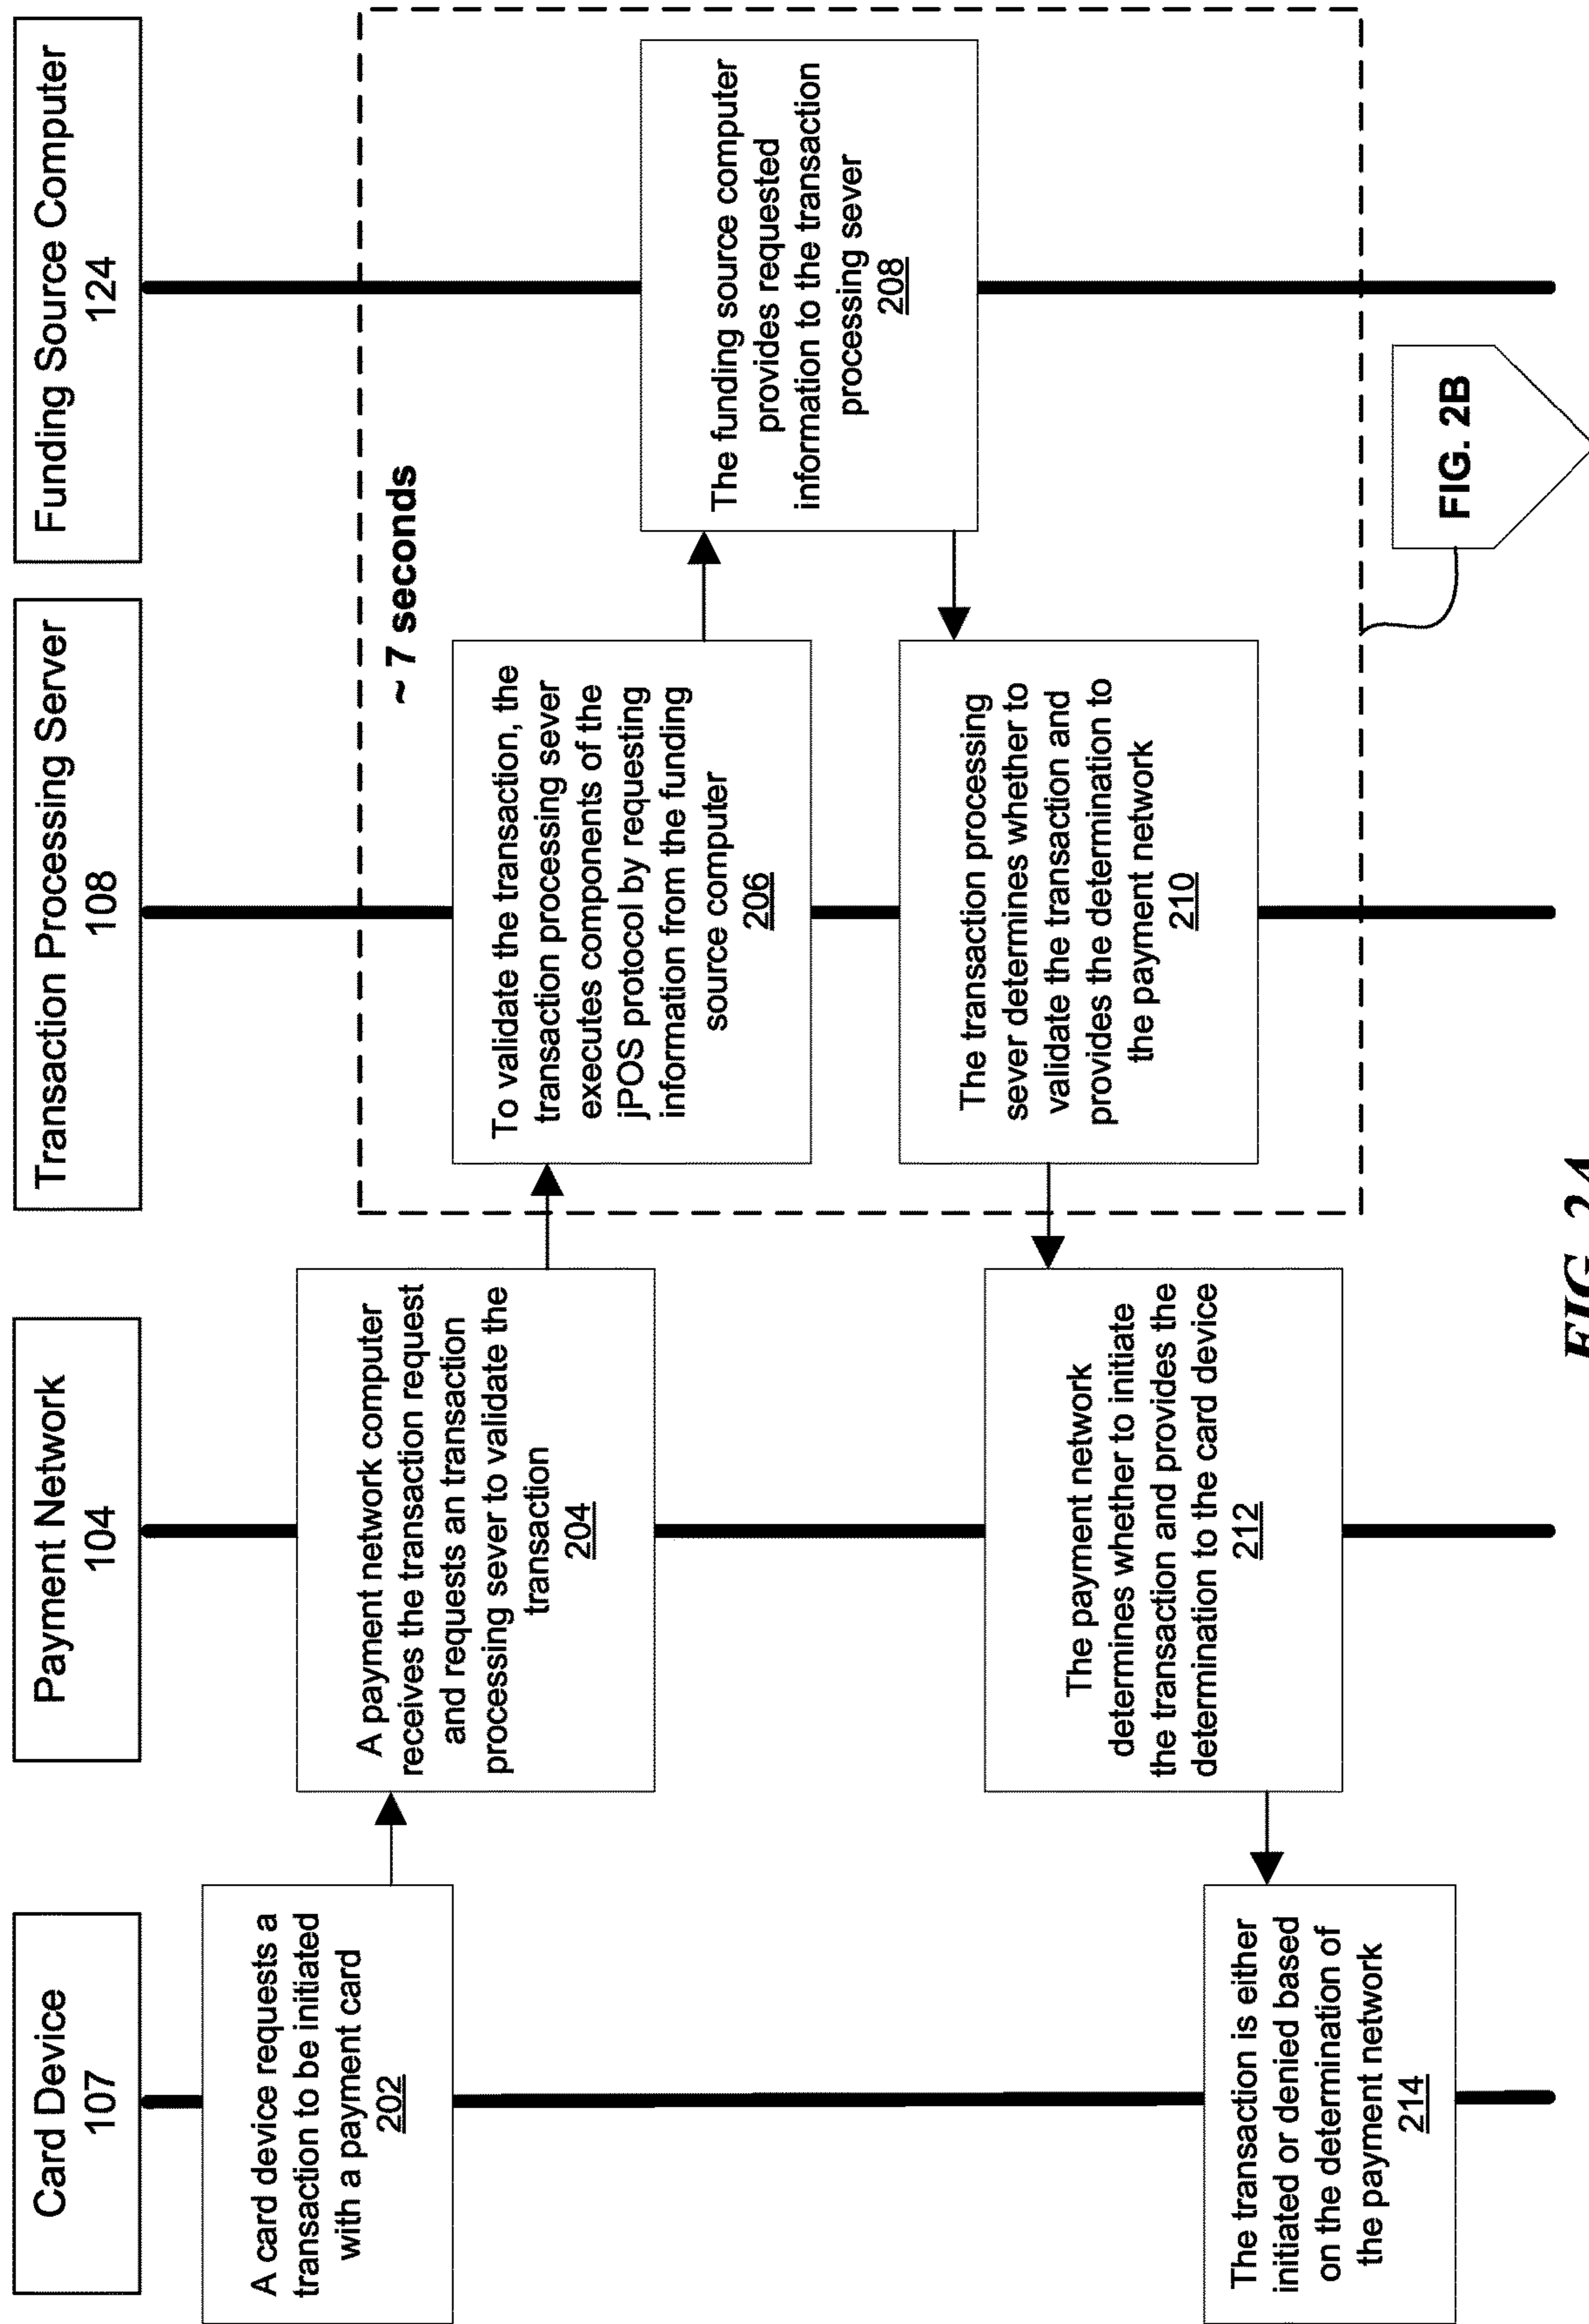 Card Device
107
Payment Network
104
Transaction Processing Server
108
Funding Source Computer
124
A card device requests a
transaction to be initiated
with a payment card
202
A payment network computer
receives the transaction request
and requests an transaction
processing sever to validate the
transaction
204
~ 7 seconds
To validate the transaction, the
transaction processing sever
executes components of the
jPOS protocol by requesting
information from the funding
source computer
206
The funding source computer
provides requested
information to the transaction
processing sever
208
The transaction processing
sever determines whether to
validate the transaction and
provides the determination to
the payment network
210
The payment network
determines whether to initiate
the transaction and provides the
determination to the card device
212
The transaction is either
initiated or denied based
on the determination of
the payment network
214
FIG. 2B
FIG. 2A